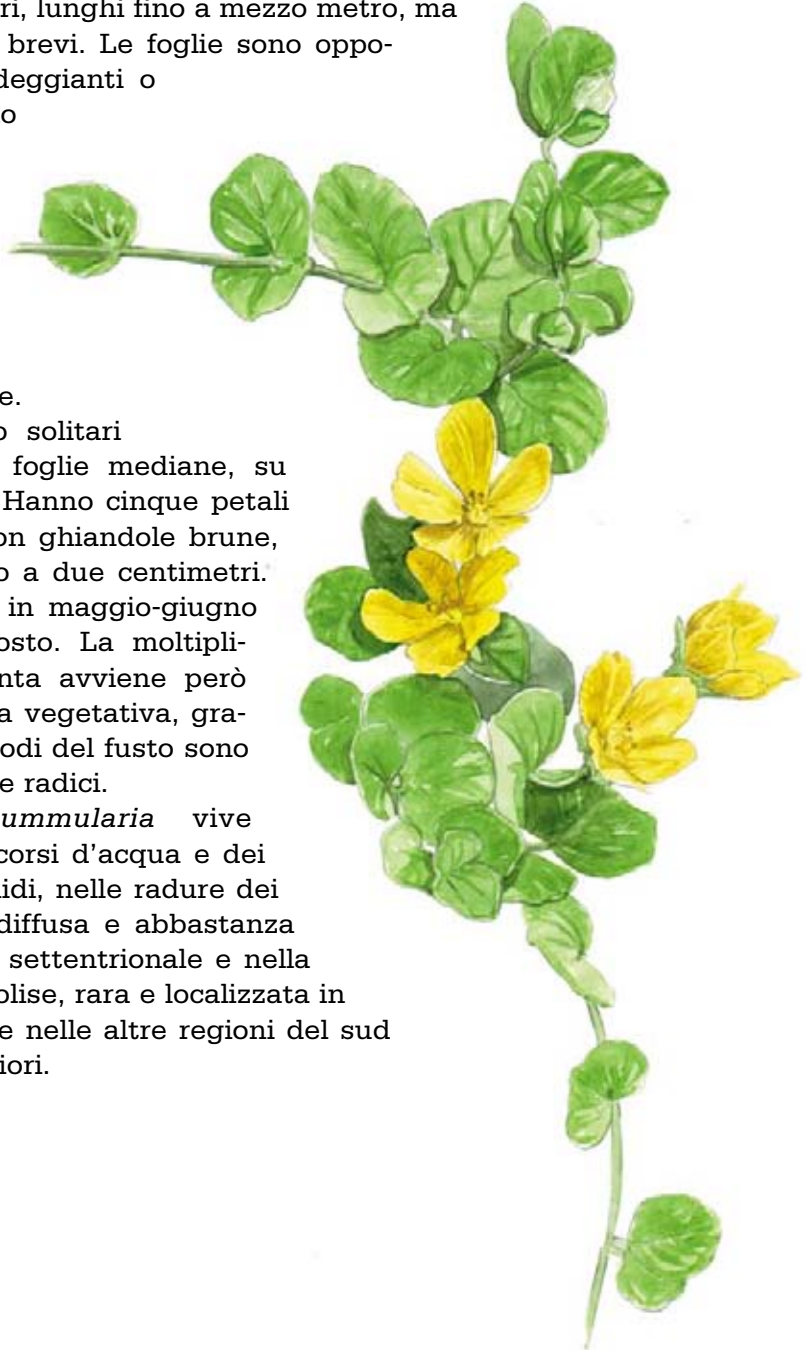 ri, lunghi fino a mezzo metro, ma
brevi. Le foglie sono oppo-
deggianti o
o
e.
o solitari
foglie mediane, su
Hanno cinque petali
on ghiandole brune,
o a due centimetri.
in maggio-giugno
osto. La moltipli-
nta avviene però
a vegetativa, gra-
odi del fusto sono
e radici.
ummularia vive
corsi d'acqua e dei
idi, nelle radure dei
diffusa e abbastanza
settentrionale e nella
olise, rara e localizzata in
e nelle altre regioni del sud
iori.